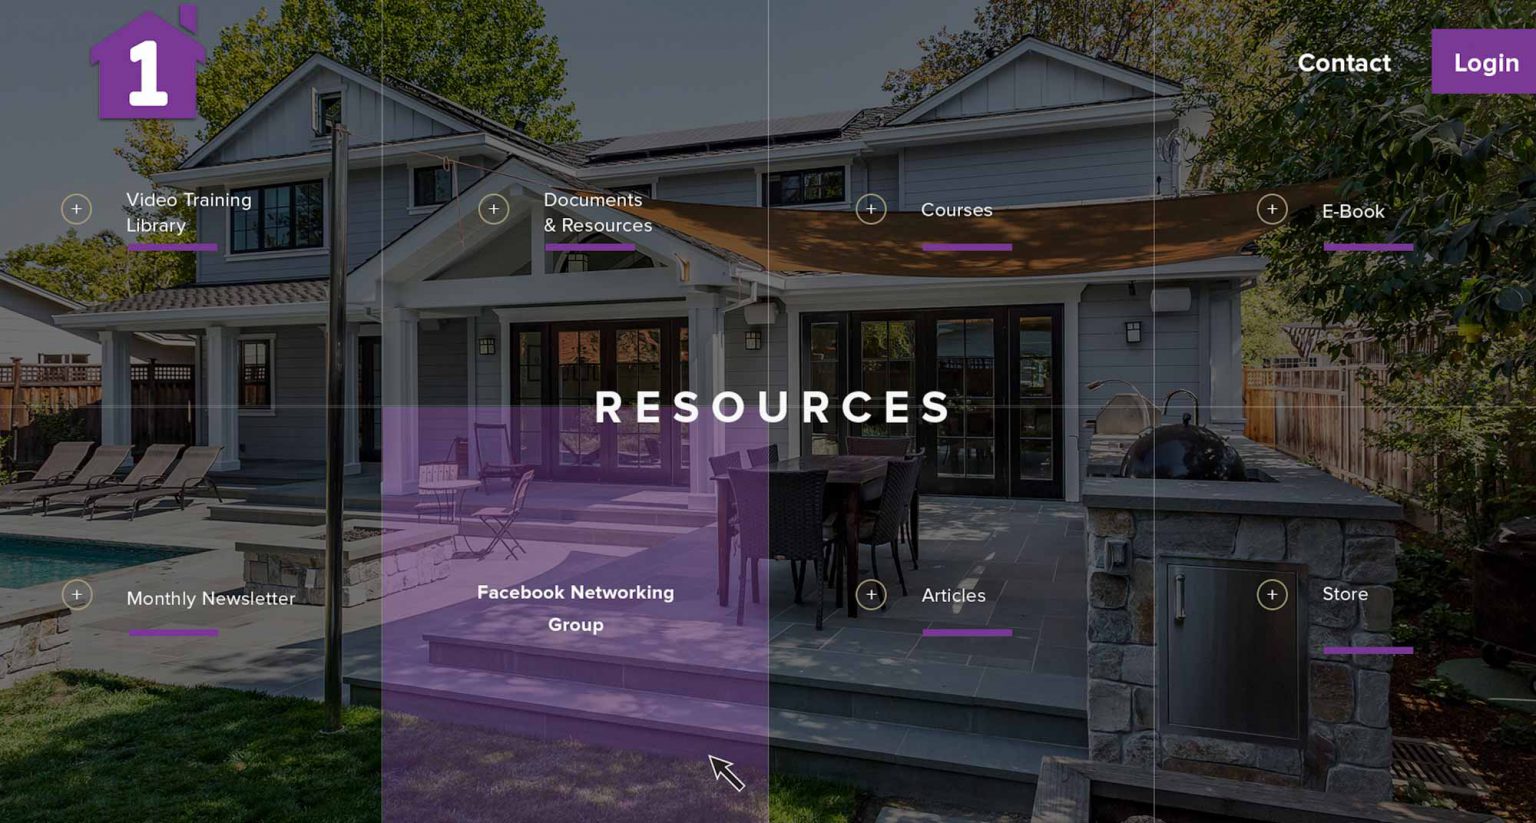 1
Contact
Login
Video Training
Library
Documents
& Resources
Courses
E-Book
RESOURCES
Monthly Newsletter
Facebook Networking
Group
Articles
Store